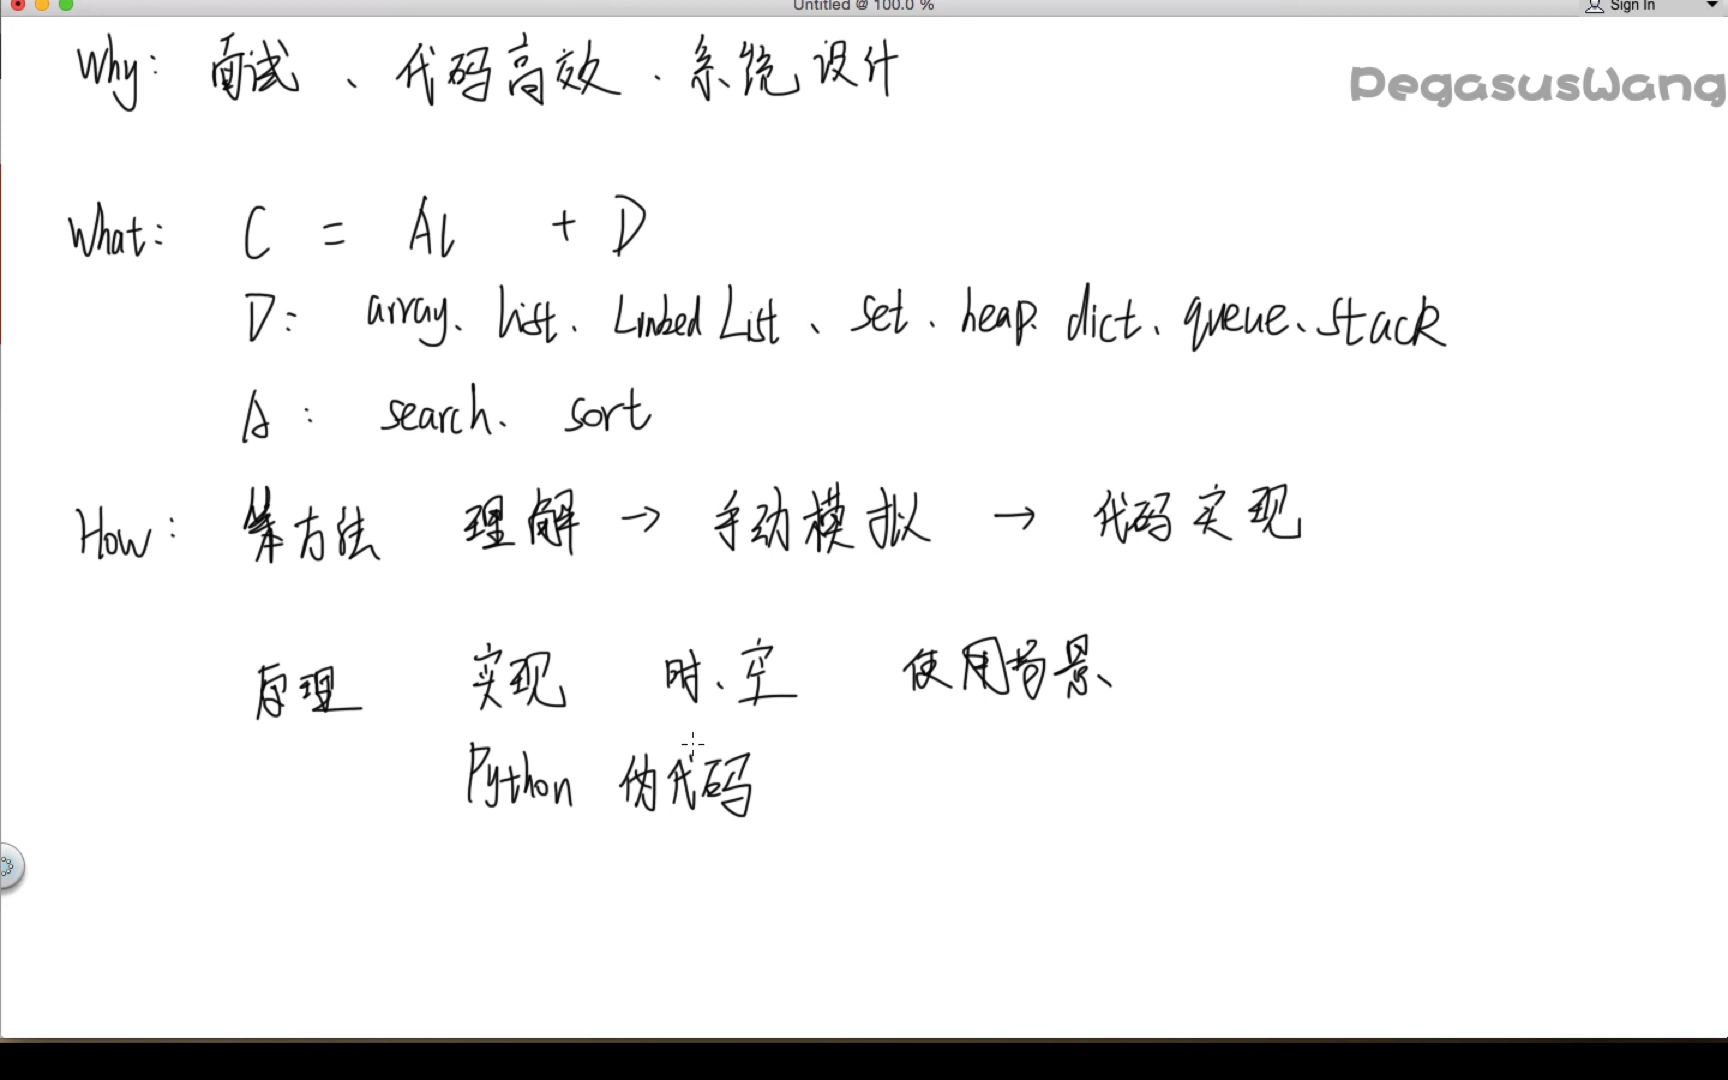 Untitled @ 100.0 %
Sign In
PegasusWang
Why: 面试、代码高效、系统设计
What: C = Al + D
D: array、list、Linked List、set、heap、dict、queue、stack
A: search、sort
How: 笨方法 理解 → 手动模拟 → 代码实现
原理 实现 时、空 使用场景、
Python 伪代码